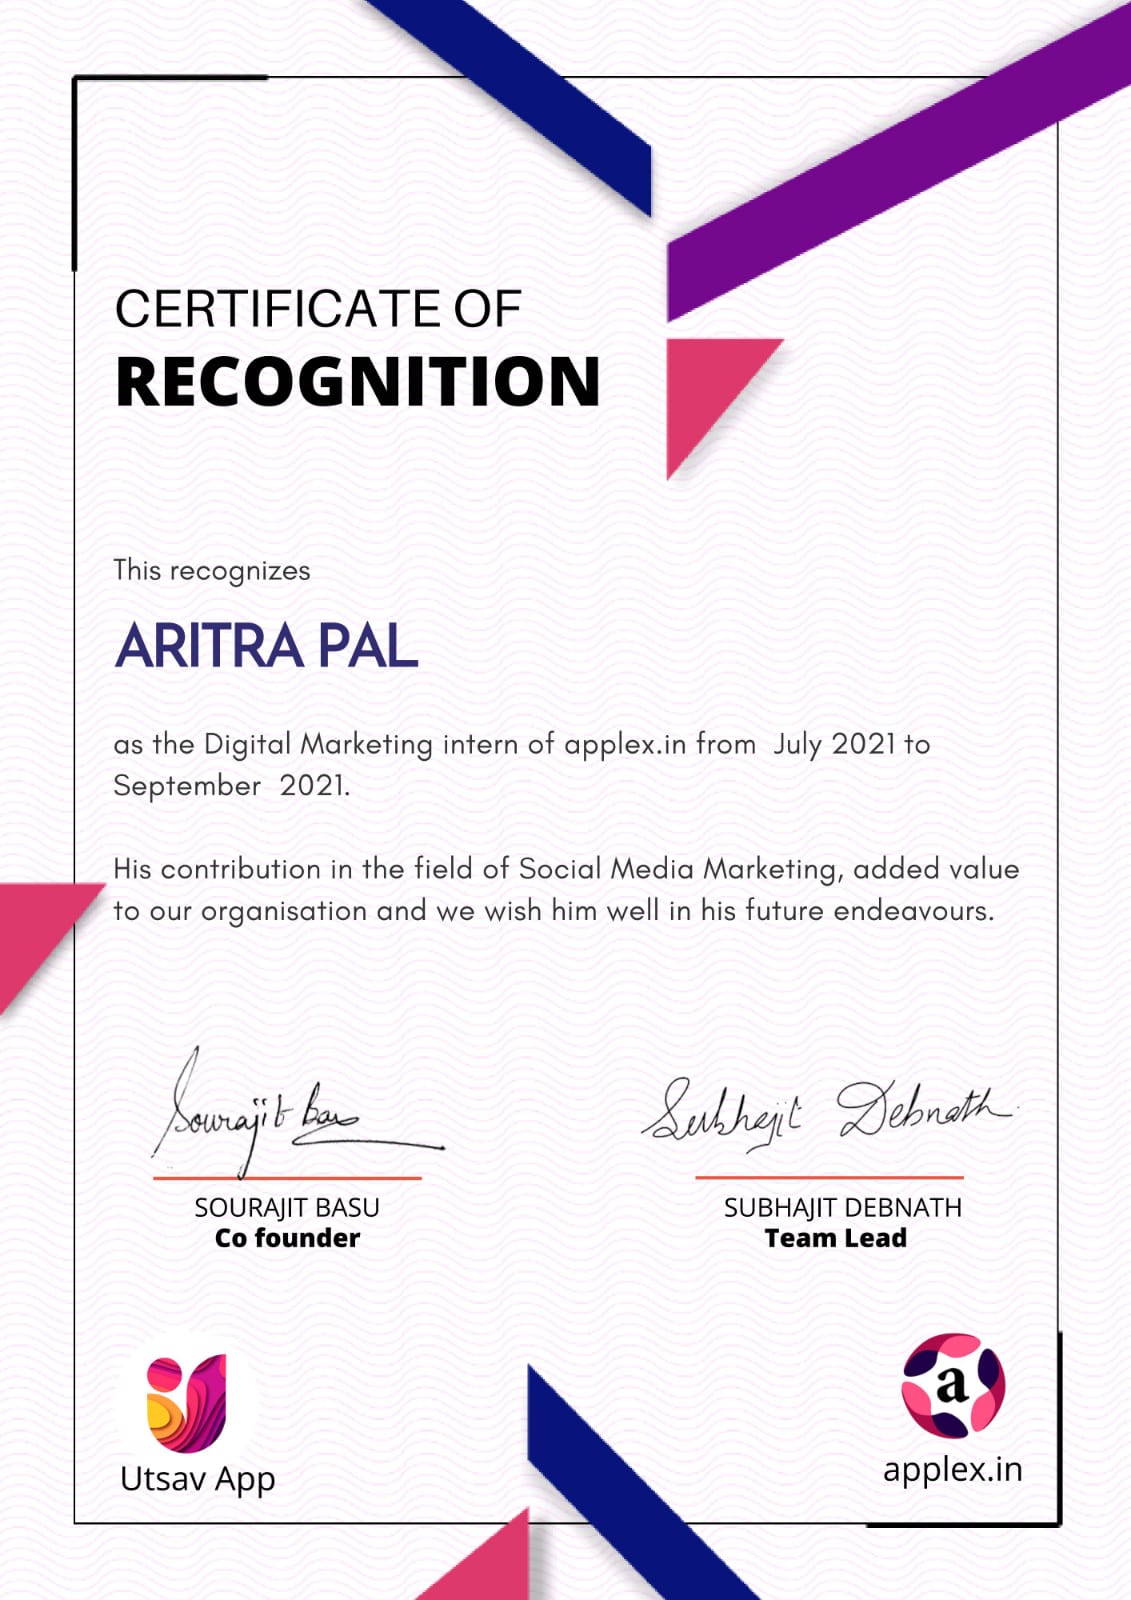 CERTIFICATE OF
RECOGNITION
This recognizes
ARITRA PAL
as the Digital Marketing intern of applex.in from July 2021 to
September 2021.
His contribution in the field of Social Media Marketing, added value
to our organisation and we wish him well in his future endeavours.
Sourajit Basu
Subhajit Debnath
SOURAJIT BASU
Co founder
SUBHAJIT DEBNATH
Team Lead
a
Utsav App
applex.in